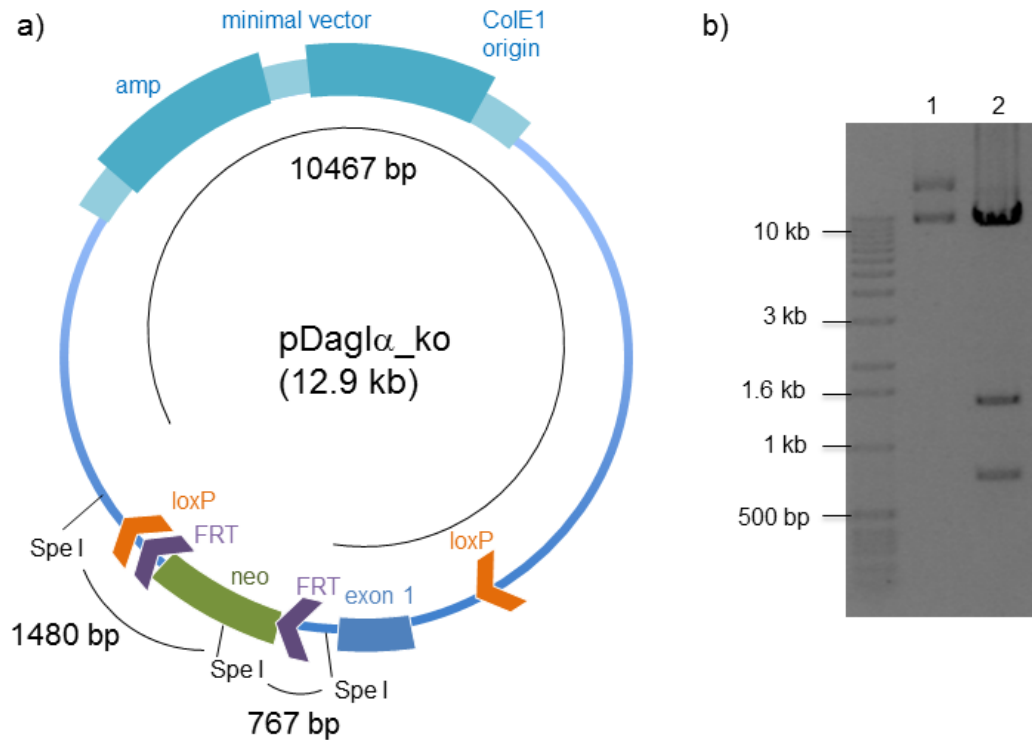 a)
minimal vector
ColE1
origin
amp
10467 bp
pDaglα_ko
(12.9 kb)
loxP
FRT
Spe I
neo
FRT
exon 1
loxP
1480 bp
Spe I
Spe I
767 bp
b)
1
2
10 kb
3 kb
1.6 kb
1 kb
500 bp